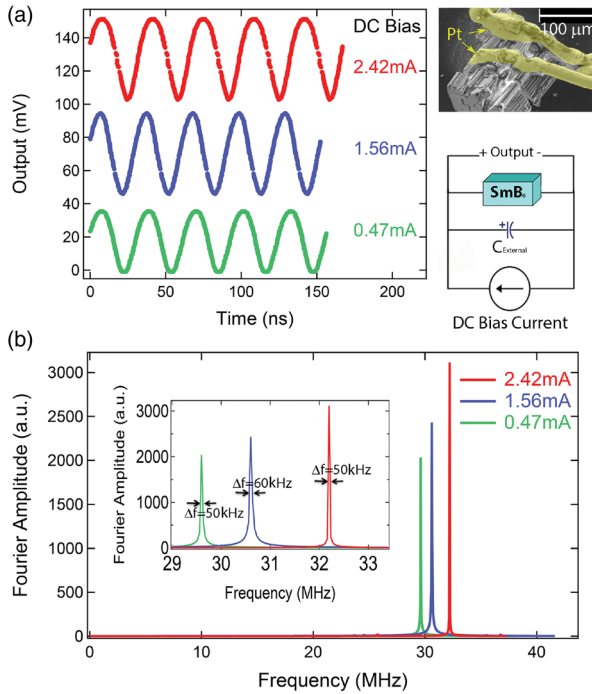 (a)
DC Bias
2.42mA
1.56mA
0.47mA
140
120
100
80
60
40
20
0
Output (mV)
0
50
100
150
200
Time (ns)
Pt
100 μm
+ Output -
SmB6
+
CExternal
DC Bias Current
(b)
3000
2500
2000
1500
1000
500
0
Fourier Amplitude (a.u.)
2.42mA
1.56mA
0.47mA
3000
2000
1000
0
Fourier Amplitude (a.u.)
Δf=50kHz
Δf=60kHz
Δf=50kHz
29
30
31
32
33
Frequency (MHz)
0
10
20
30
40
Frequency (MHz)